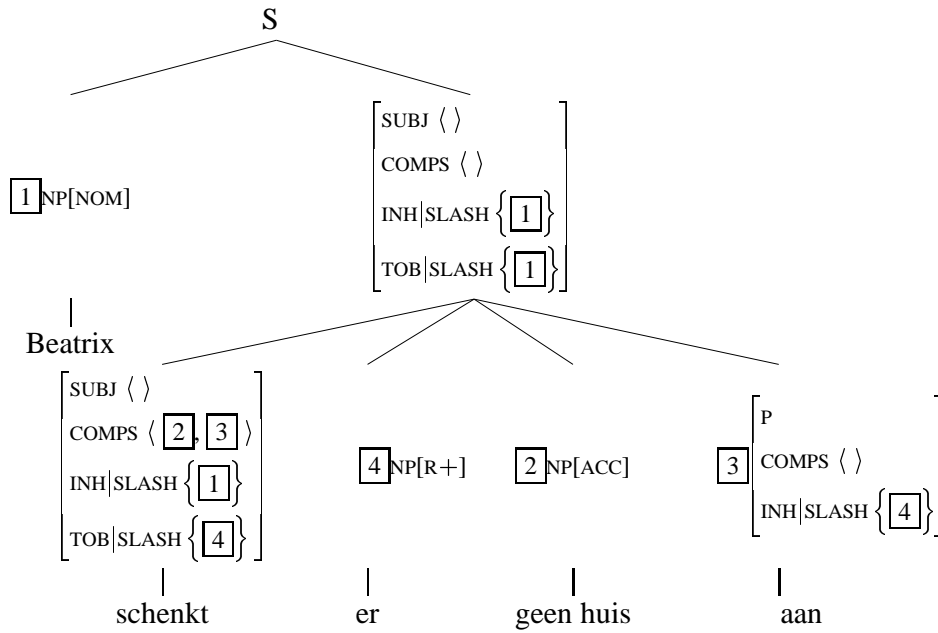 S
1 NP[NOM]
SUBJ ⟨ ⟩
COMPS ⟨ ⟩
INH|SLASH { 1 }
TOB|SLASH { 1 }
Beatrix
SUBJ ⟨ ⟩
COMPS ⟨ 2, 3 ⟩
INH|SLASH { 1 }
TOB|SLASH { 4 }
4 NP[R+]
2 NP[ACC]
3
P
COMPS ⟨ ⟩
INH|SLASH { 4 }
schenkt er geen huis aan